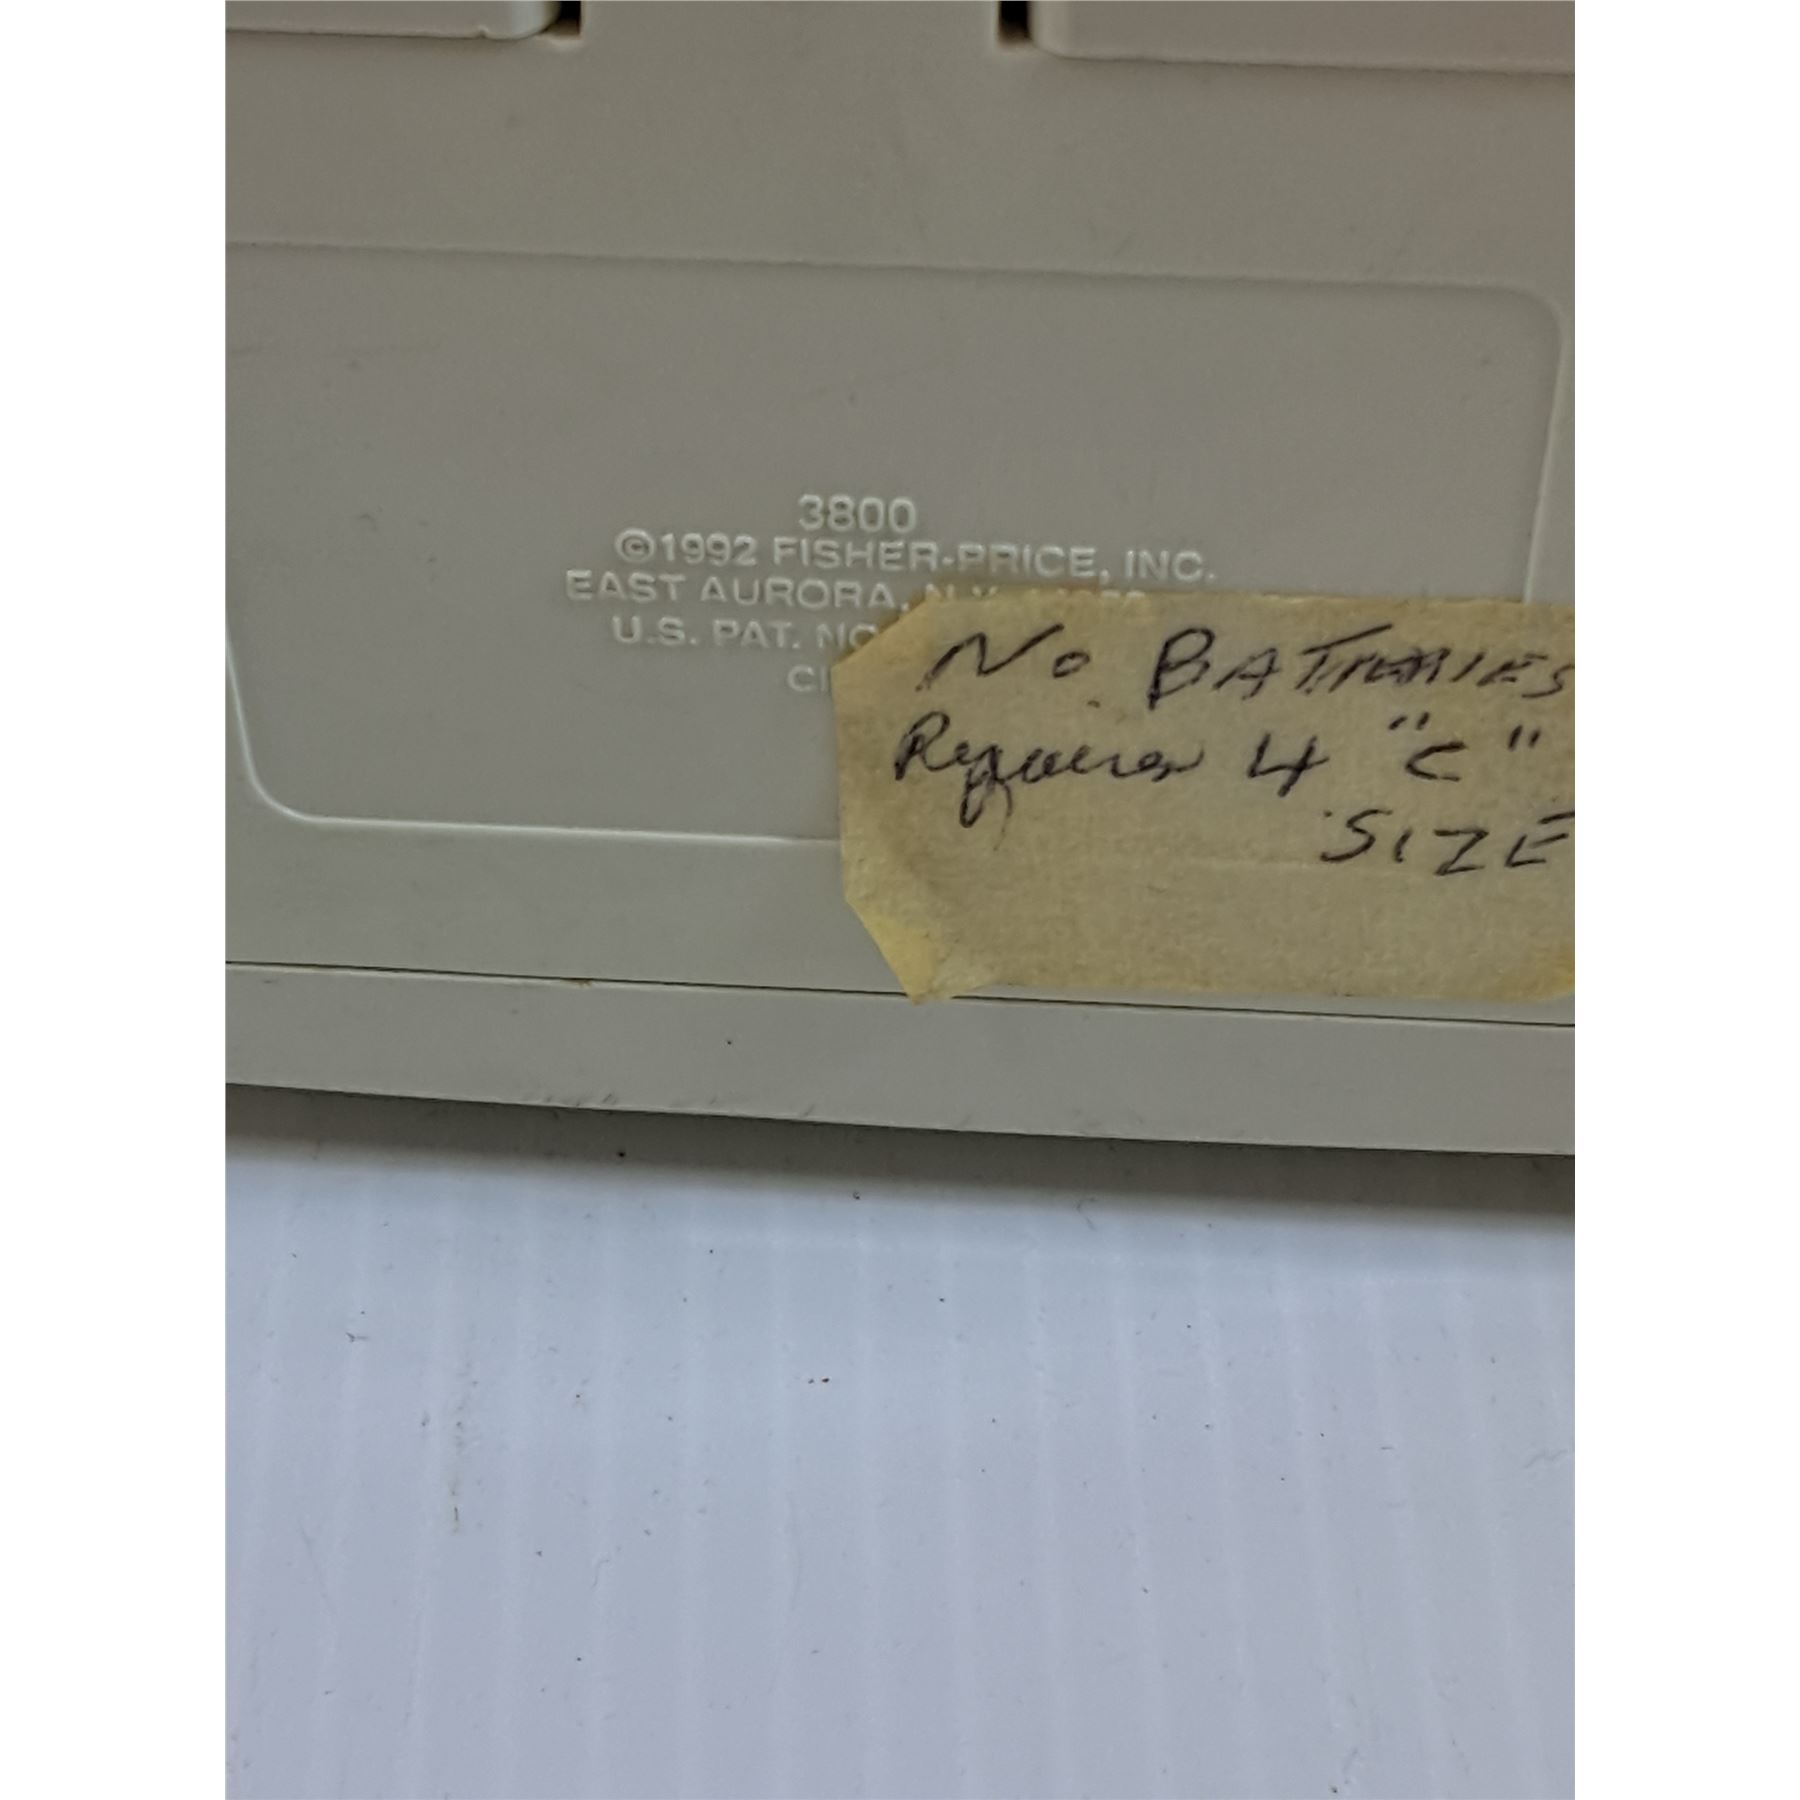 3800
©1992 FISHER-PRICE, INC.
EAST AURORA, N.Y.
U.S. PAT.
No BATTERIES
Requires 4 "C"
SIZE